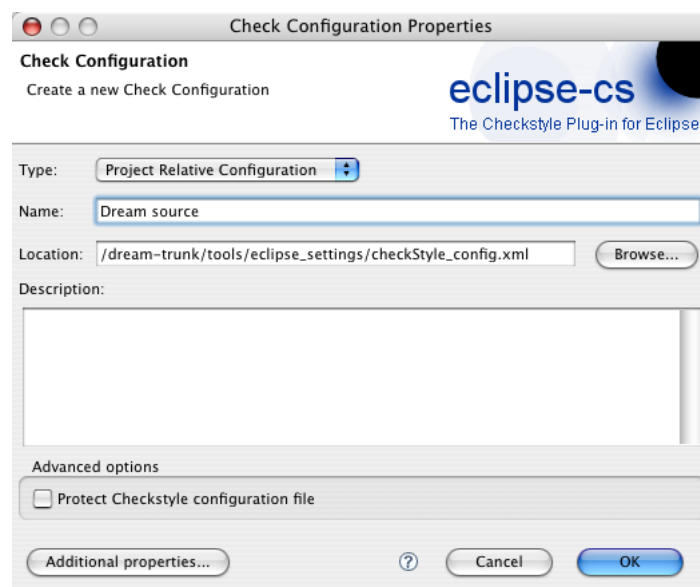 Check Configuration Properties
Check Configuration
Create a new Check Configuration
eclipse-cs
The Checkstyle Plug-in for Eclipse
Type: Project Relative Configuration
Name: Dream source
Location: /dream-trunk/tools/eclipse_settings/checkStyle_config.xml Browse...
Description:
Advanced options
Protect Checkstyle configuration file
Additional properties... ? Cancel OK